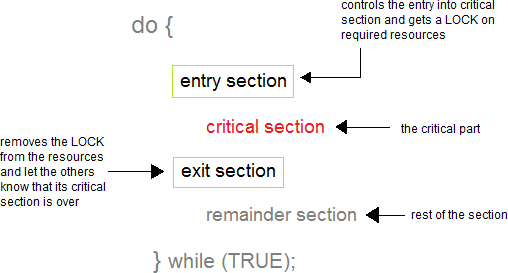 controls the entry into critical
section and gets a LOCK on
required resources
do {
entry section
critical section
the critical part
removes the LOCK
from the resources
and let the others
know that its critical
section is over
exit section
remainder section
rest of the section
} while (TRUE);